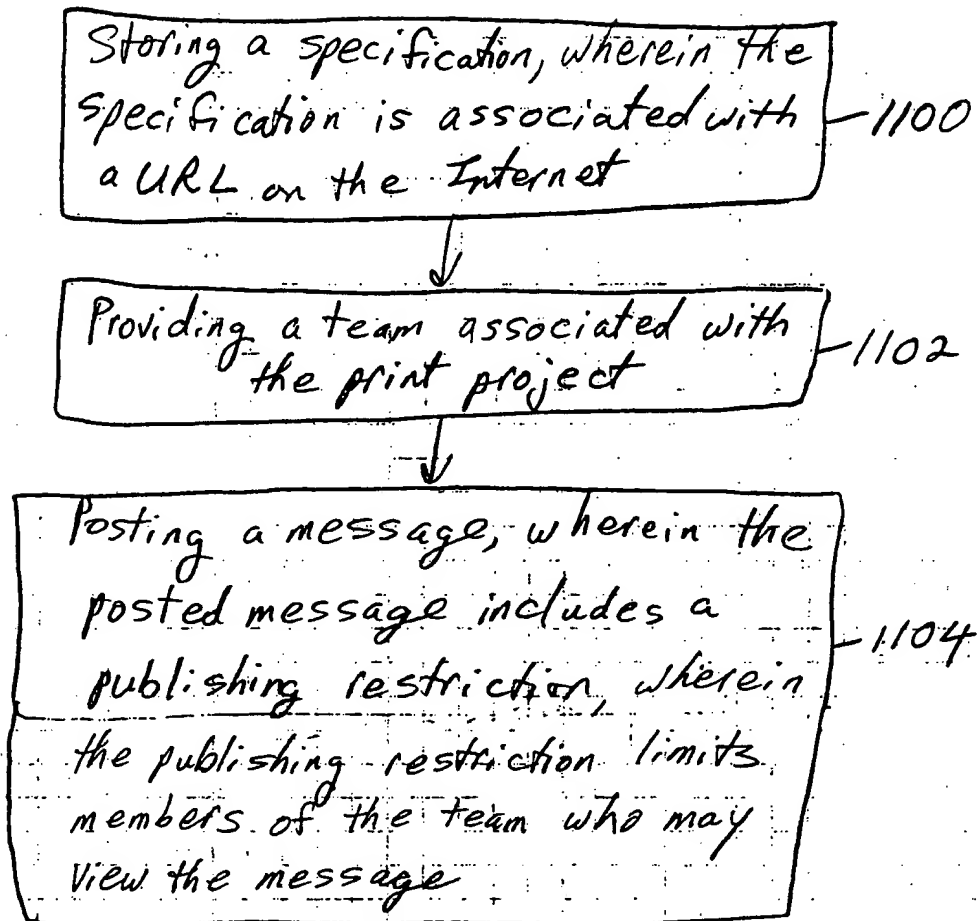 Storing a specification, wherein the
specification is associated with
a URL on the Internet
1100
Providing a team associated with
the print project
1102
Posting a message, wherein the
posted message includes a
publishing restriction, wherein
the publishing restriction limits
members of the team who may
view the message
1104